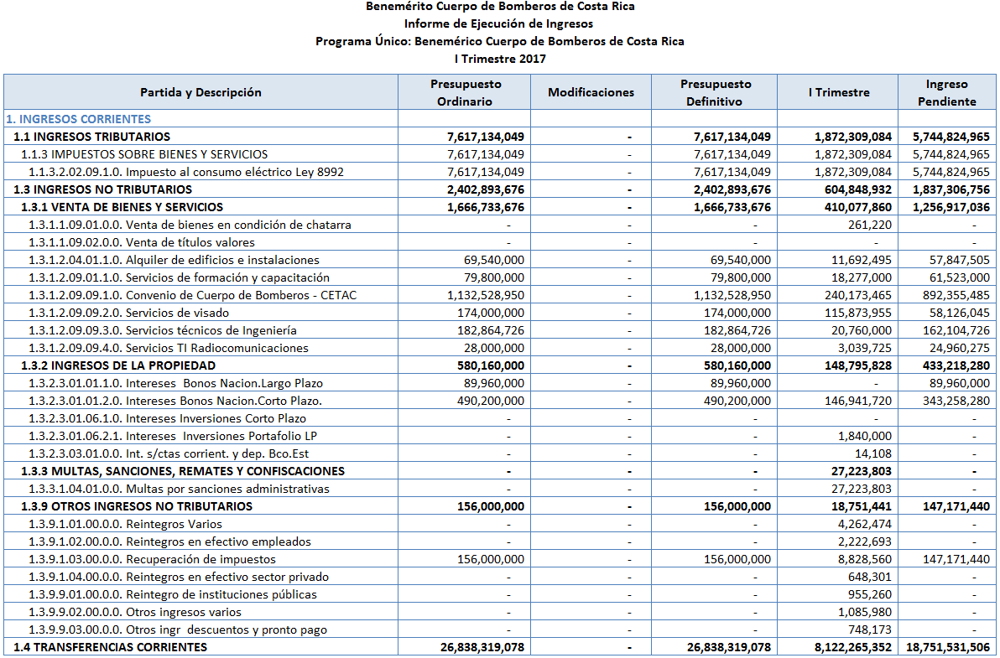 Benemérito Cuerpo de Bomberos de Costa Rica
Informe de Ejecución de Ingresos
Programa Único: Benemérico Cuerpo de Bomberos de Costa Rica
I Trimestre 2017
Partida y Descripción Presupuesto Ordinario Modificaciones Presupuesto Definitivo I Trimestre Ingreso Pendiente
1. INGRESOS CORRIENTES
1.1 INGRESOS TRIBUTARIOS 7,617,134,049 - 7,617,134,049 1,872,309,084 5,744,824,965
1.1.3 IMPUESTOS SOBRE BIENES Y SERVICIOS 7,617,134,049 - 7,617,134,049 1,872,309,084 5,744,824,965
1.1.3.2.02.09.1.0. Impuesto al consumo eléctrico Ley 8992 7,617,134,049 - 7,617,134,049 1,872,309,084 5,744,824,965
1.3 INGRESOS NO TRIBUTARIOS 2,402,893,676 - 2,402,893,676 604,848,932 1,837,306,756
1.3.1 VENTA DE BIENES Y SERVICIOS 1,666,733,676 - 1,666,733,676 410,077,860 1,256,917,036
1.3.1.1.09.01.0.0. Venta de bienes en condición de chatarra - - - 261,220 -
1.3.1.1.09.02.0.0. Venta de títulos valores - - - - -
1.3.1.2.04.01.1.0. Alquiler de edificios e instalaciones 69,540,000 - 69,540,000 11,692,495 57,847,505
1.3.1.2.09.01.1.0. Servicios de formación y capacitación 79,800,000 - 79,800,000 18,277,000 61,523,000
1.3.1.2.09.09.1.0. Convenio de Cuerpo de Bomberos - CETAC 1,132,528,950 - 1,132,528,950 240,173,465 892,355,485
1.3.1.2.09.09.2.0. Servicios de visado 174,000,000 - 174,000,000 115,873,955 58,126,045
1.3.1.2.09.09.3.0. Servicios técnicos de Ingeniería 182,864,726 - 182,864,726 20,760,000 162,104,726
1.3.1.2.09.09.4.0. Servicios TI Radiocomunicaciones 28,000,000 - 28,000,000 3,039,725 24,960,275
1.3.2 INGRESOS DE LA PROPIEDAD 580,160,000 - 580,160,000 148,795,828 433,218,280
1.3.2.3.01.01.1.0. Intereses Bonos Nacion.Largo Plazo 89,960,000 - 89,960,000 - 89,960,000
1.3.2.3.01.01.2.0. Intereses Bonos Nacion.Corto Plazo. 490,200,000 - 490,200,000 146,941,720 343,258,280
1.3.2.3.01.06.1.0. Intereses Inversiones Corto Plazo - - - - -
1.3.2.3.01.06.2.1. Intereses Inversiones Portafolio LP - - - 1,840,000 -
1.3.2.3.03.01.0.0. Int. s/ctas corrient. y dep. Bco.Est - - - 14,108 -
1.3.3 MULTAS, SANCIONES, REMATES Y CONFISCACIONES - - - 27,223,803 -
1.3.3.1.04.01.0.0. Multas por sanciones administrativas - - - 27,223,803 -
1.3.9 OTROS INGRESOS NO TRIBUTARIOS 156,000,000 - 156,000,000 18,751,441 147,171,440
1.3.9.1.01.00.0.0. Reintegros Varios - - - 4,262,474 -
1.3.9.1.02.00.0.0. Reintegros en efectivo empleados - - - 2,222,693 -
1.3.9.1.03.00.0.0. Recuperación de impuestos 156,000,000 - 156,000,000 8,828,560 147,171,440
1.3.9.1.04.00.0.0. Reintegros en efectivo sector privado - - - 648,301 -
1.3.9.9.01.00.0.0. Reintegro de instituciones públicas - - - 955,260 -
1.3.9.9.02.00.0.0. Otros ingresos varios - - - 1,085,980 -
1.3.9.9.03.00.0.0. Otros ingr descuentos y pronto pago - - - 748,173 -
1.4 TRANSFERENCIAS CORRIENTES 26,838,319,078 - 26,838,319,078 8,122,265,352 18,751,531,506